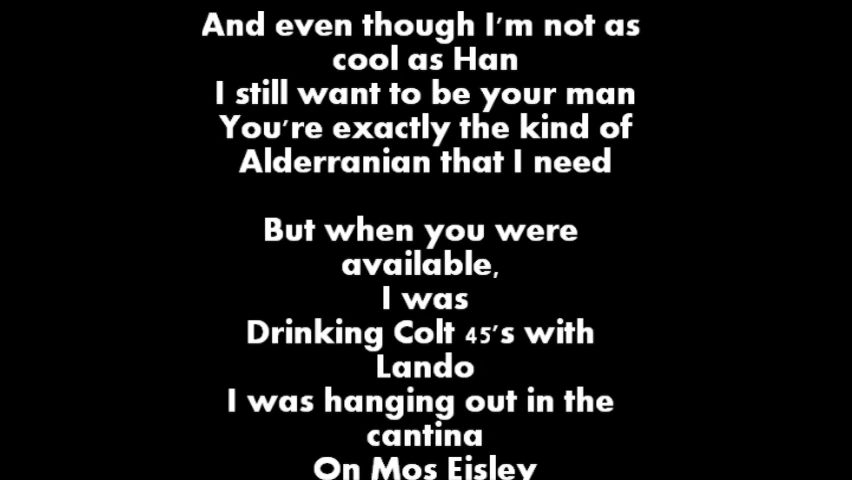 And even though I'm not as
cool as Han
I still want to be your man
You're exactly the kind of
Alderranian that I need
But when you were
available,
I was
Drinking Colt 45's with
Lando
I was hanging out in the
cantina
On Mos Eisley